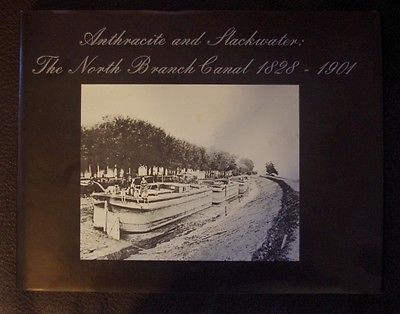 Anthracite and Slackwater:
The North Branch Canal 1828 - 1901